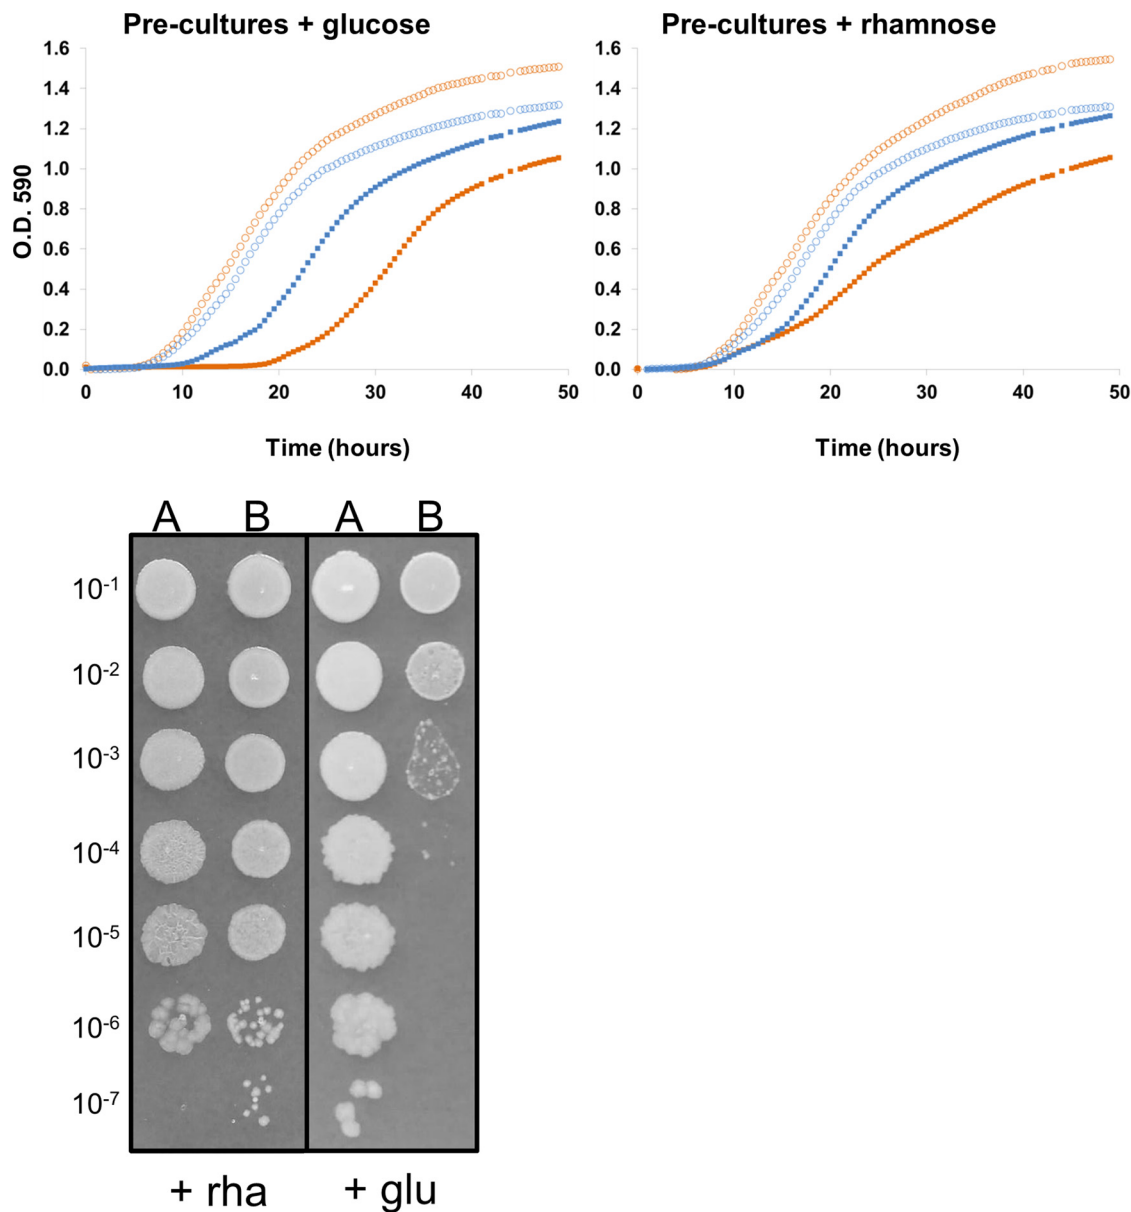 Pre-cultures + glucose
Pre-cultures + rhamnose
O.D. 590
1.6
1.4
1.2
1.0
0.8
0.6
0.4
0.2
0.0
0 10 20 30 40 50
Time (hours)
1.6
1.4
1.2
1.0
0.8
0.6
0.4
0.2
0.0
0 10 20 30 40 50
Time (hours)
A B A B
10⁻¹
10⁻²
10⁻³
10⁻⁴
10⁻⁵
10⁻⁶
10⁻⁷
+ rha + glu